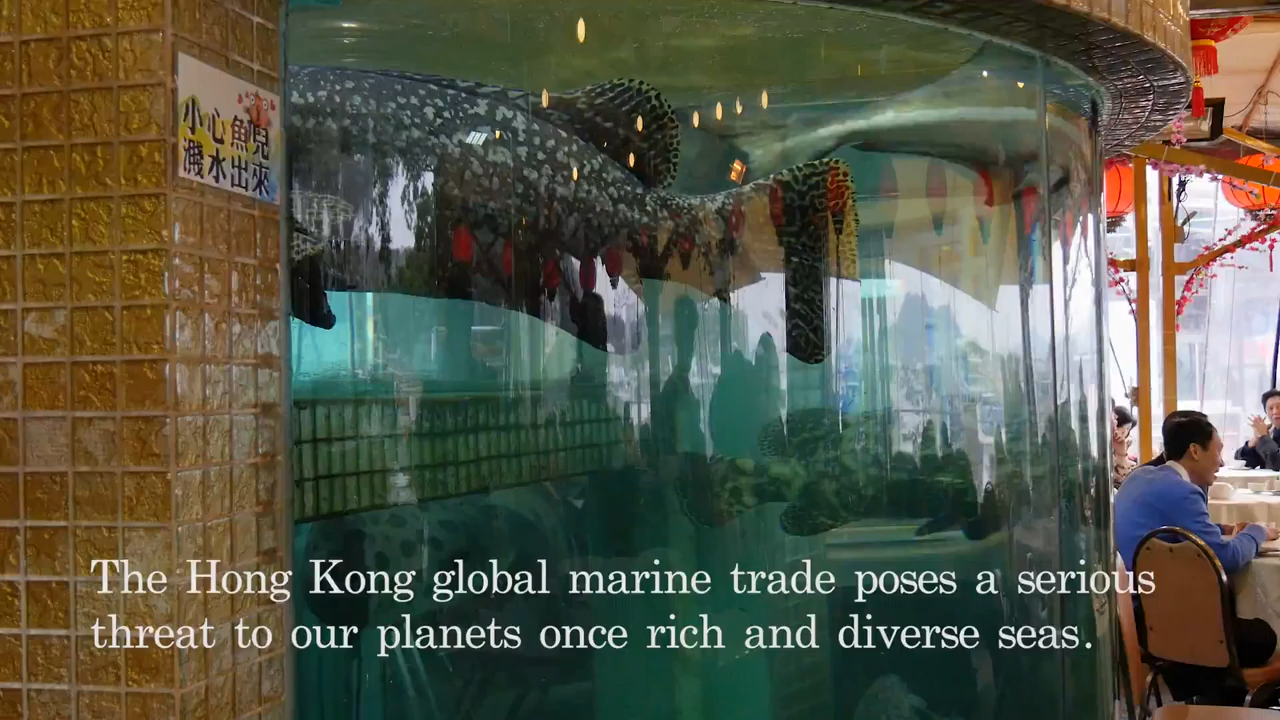 小心魚兒
濺水出來
The Hong Kong global marine trade poses a serious
threat to our planets once rich and diverse seas.